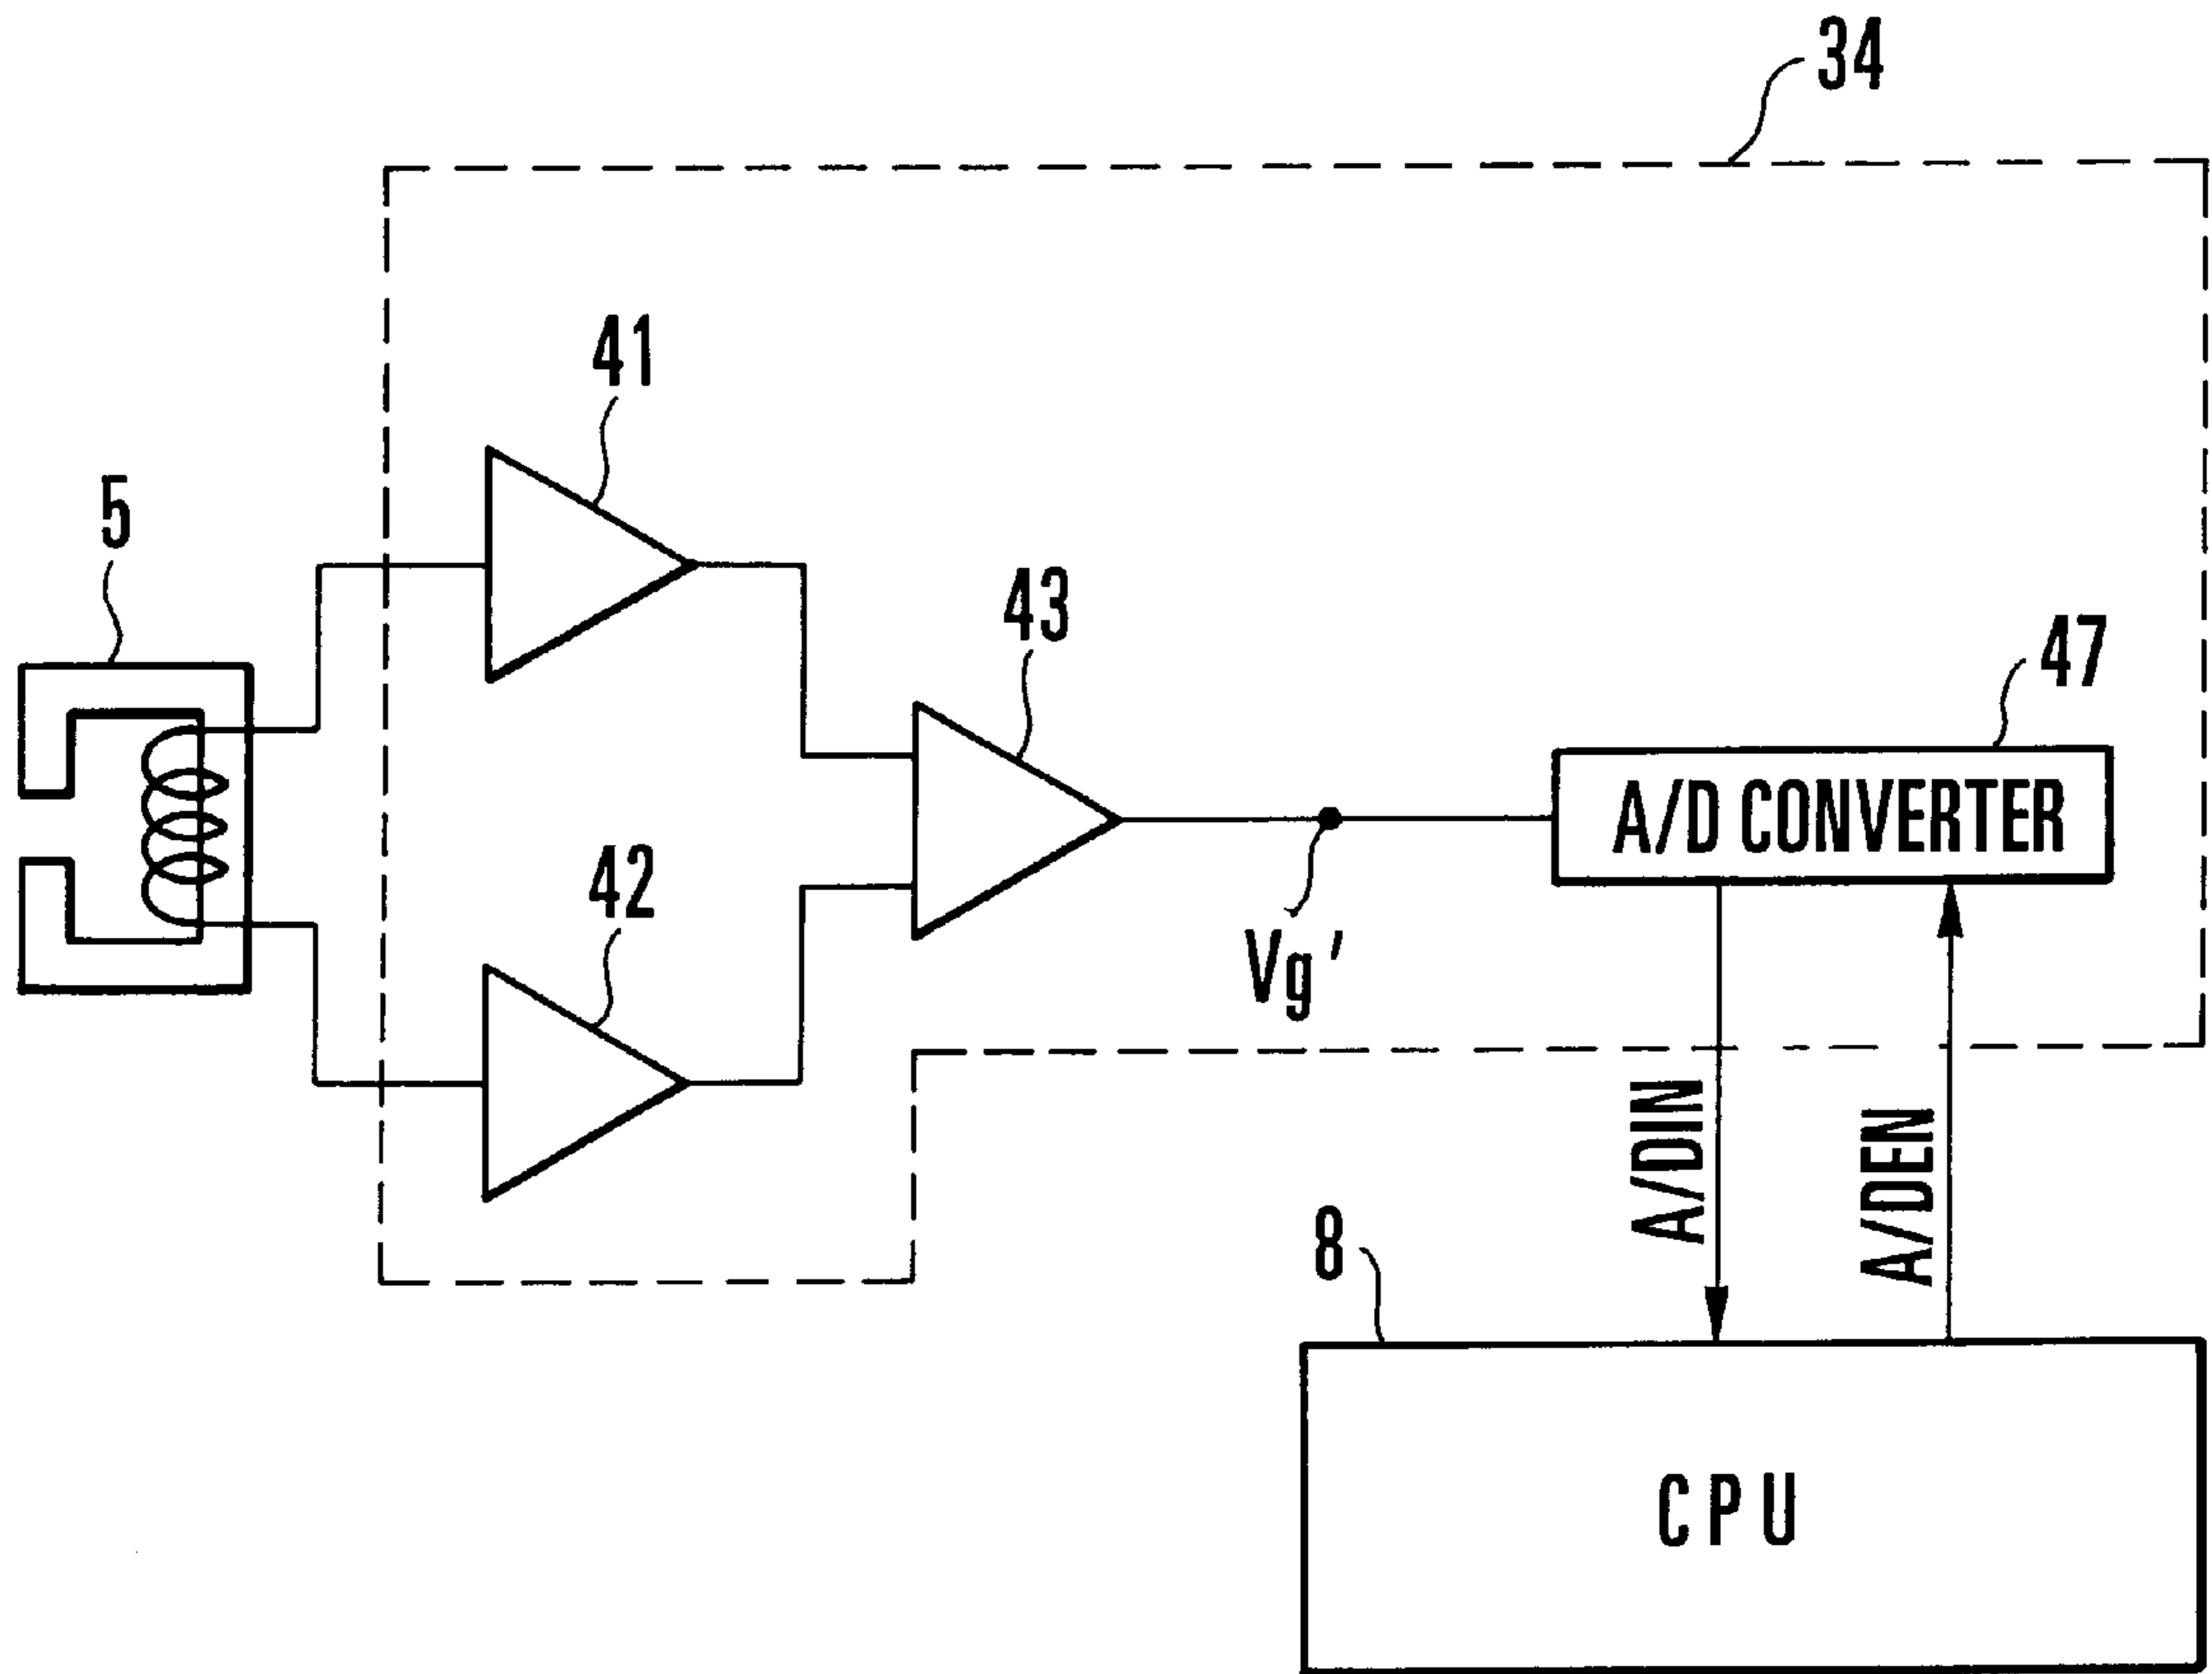 34
41
5
43
47
A/D CONVERTER
42
Vg'
A/DIN
A/DEN
8
CPU